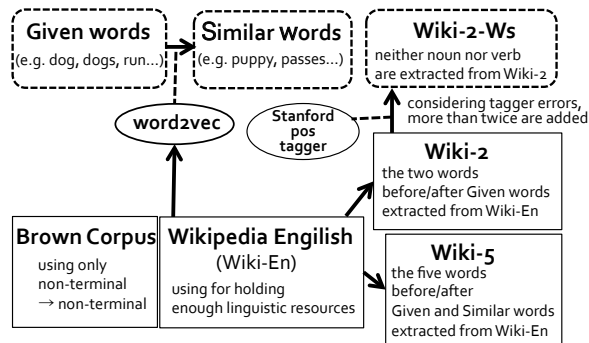 Given words
(e.g. dog, dogs, run...)
Similar words
(e.g. puppy, passes...)
Wiki-2-Ws
neither noun nor verb
are extracted from Wiki-2
word2vec
Stanford
pos
tagger
considering tagger errors,
more than twice are added
Wiki-2
the two words
before/after Given words
extracted from Wiki-En
Brown Corpus
using only
non-terminal
→ non-terminal
Wikipedia Engilish
(Wiki-En)
using for holding
enough linguistic resources
Wiki-5
the five words
before/after
Given and Similar words
extracted from Wiki-En